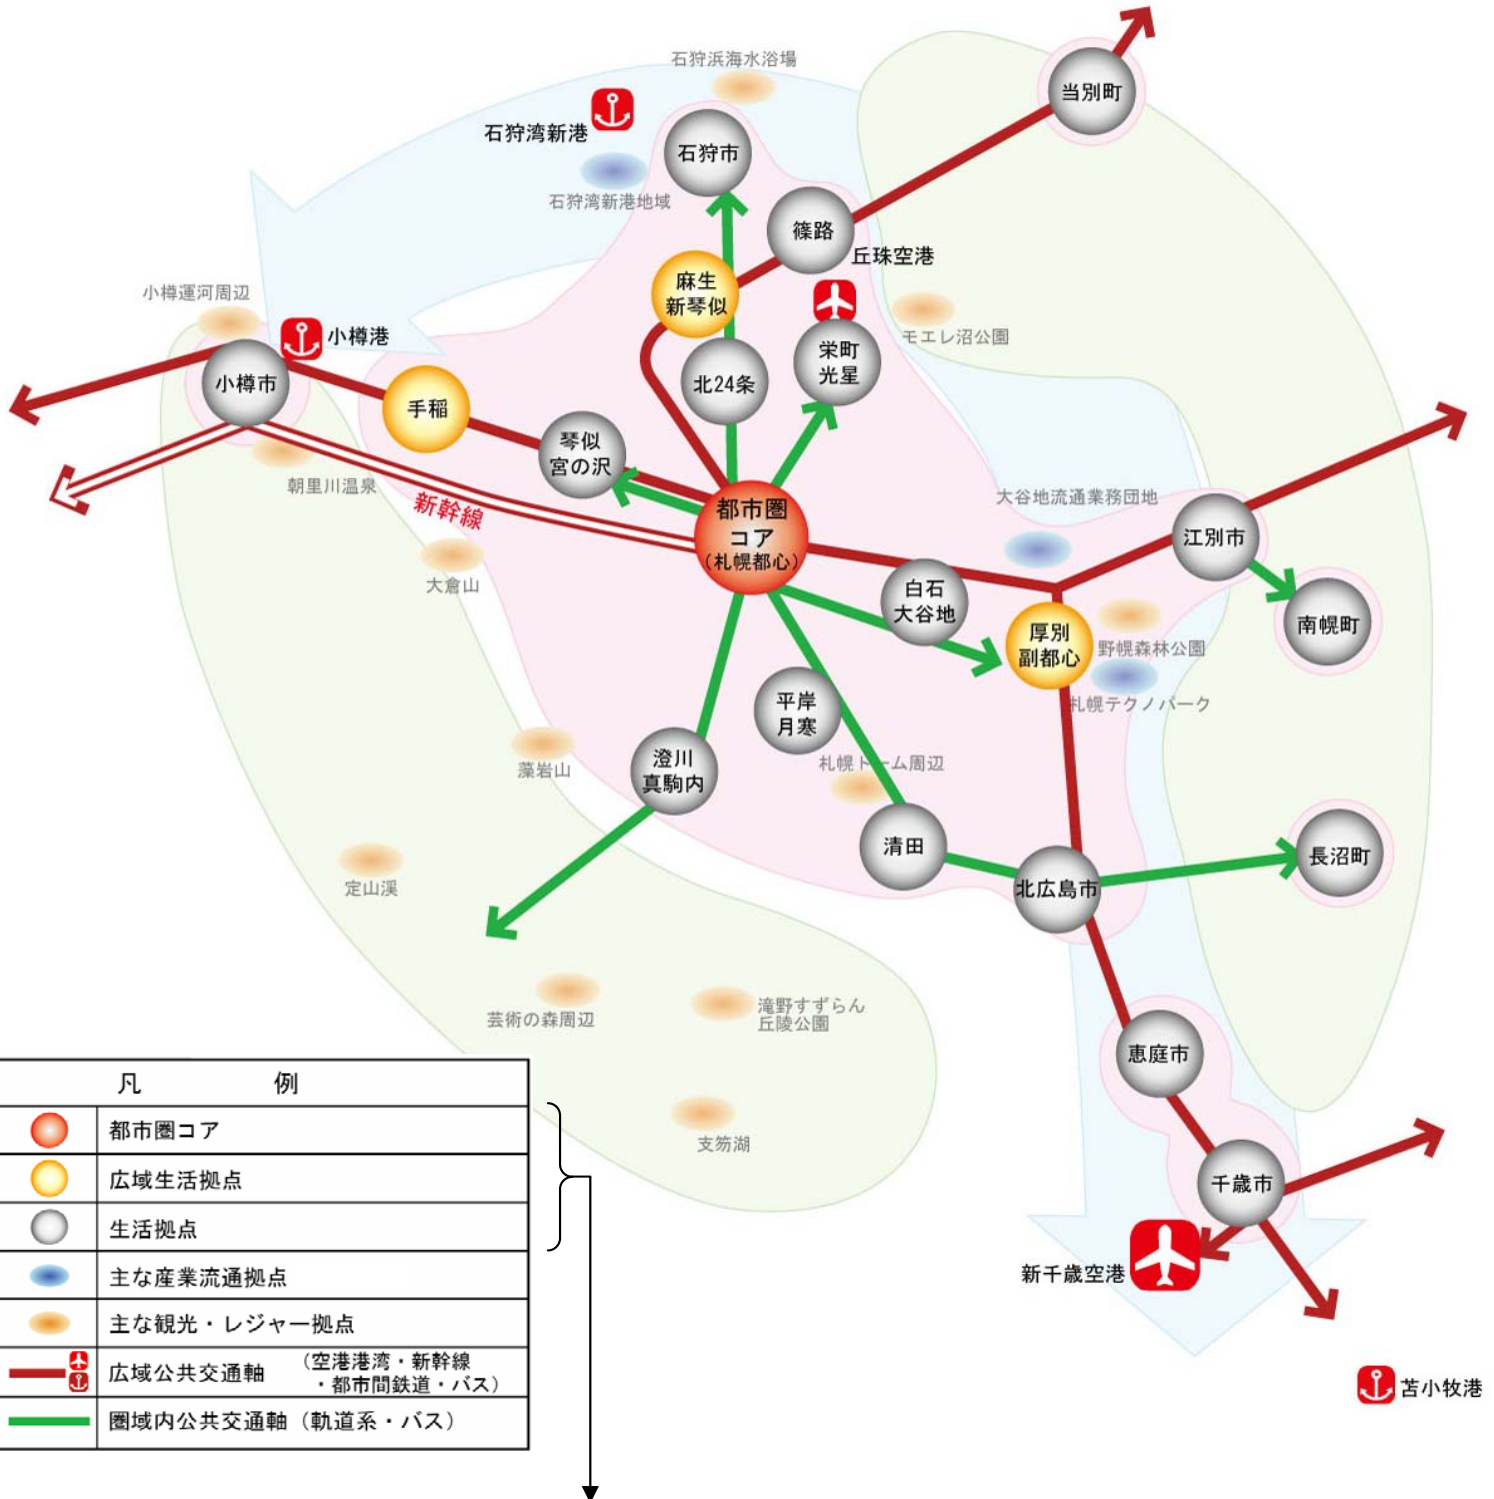 石狩浜海水浴場
当別町
石狩湾新港
石狩市
石狩湾新港地域
篠路
丘珠空港
麻生
新琴似
小樽運河周辺
小樽港
モエレ沼公園
栄町
光星
小樽市
北24条
手稲
琴似
宮の沢
朝里川温泉
新幹線
大谷地流通業務団地
都市圏
コア
（札幌都心）
江別市
大倉山
白石
大谷地
南幌町
厚別
副都心
野幌森林公園
札幌テクノパーク
平岸
月寒
藻岩山
澄川
真駒内
札幌ドーム周辺
清田
長沼町
定山渓
北広島市
芸術の森周辺
滝野すずらん
丘陵公園
恵庭市
支笏湖
千歳市
新千歳空港
苫小牧港
凡　例
都市圏コア
広域生活拠点
生活拠点
主な産業流通拠点
主な観光・レジャー拠点
広域公共交通軸　（空港港湾・新幹線
・都市間鉄道・バス）
圏域内公共交通軸（軌道系・バス）